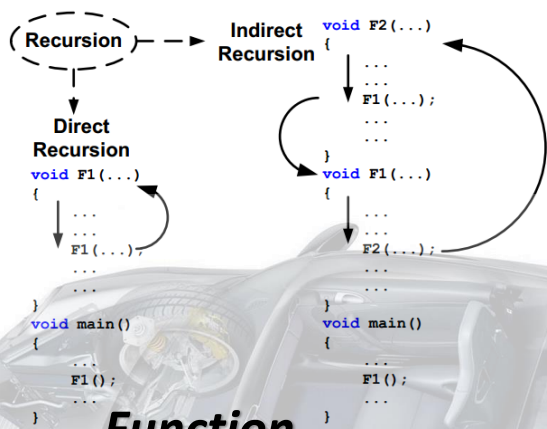 Recursion
Indirect
Recursion
void F2(...)
{
...
...
F1(...);
...
...
}
void F1(...)
{
...
...
F2(...);
...
...
}
void main()
{
...
F1();
...
}
Direct
Recursion
void F1(...)
{
...
...
F1(...);
...
...
}
void main()
{
...
F1();
...
}
Function